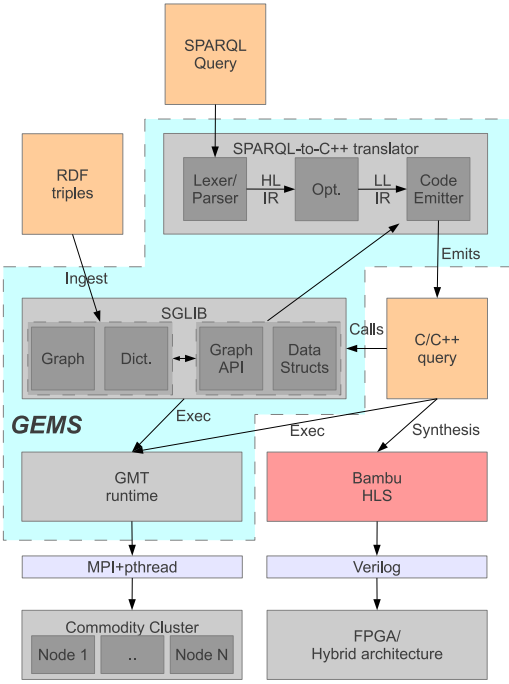 SPARQL
Query
RDF
triples
SPARQL-to-C++ translator
Lexer/
Parser
HL
IR
Opt.
LL
IR
Code
Emitter
Ingest
Emits
SGLIB
Graph
Dict.
Graph
API
Data
Structs
Calls
C/C++
query
GEMS
Exec
Exec
Synthesis
GMT
runtime
Bambu
HLS
MPI+pthread
Verilog
Commodity Cluster
Node 1
..
Node N
FPGA/
Hybrid architecture